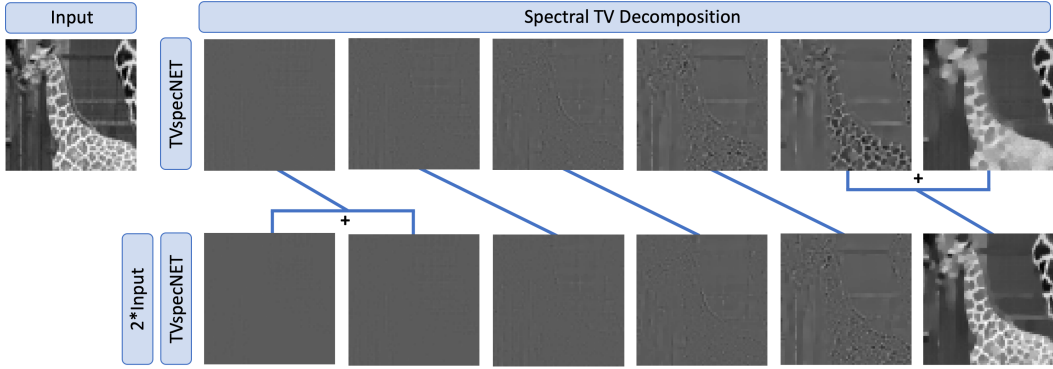 Input
Spectral TV Decomposition
TVspecNET
+
+
2*Input
TVspecNET